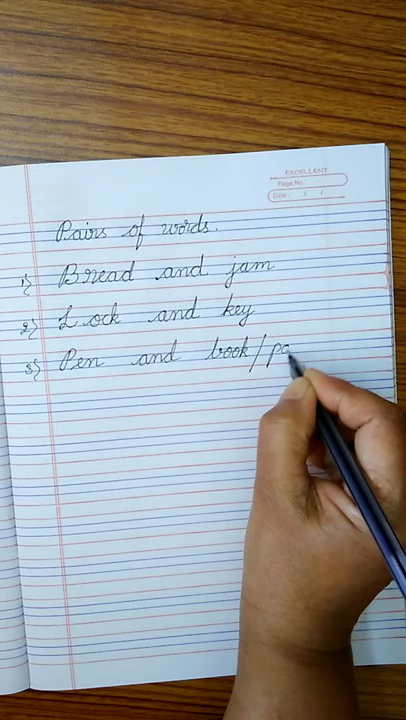 EXCELLENT
Page No.
Date / /
Pairs of words.
1) Bread and jam
2) Lock and key
3) Pen and book/pa